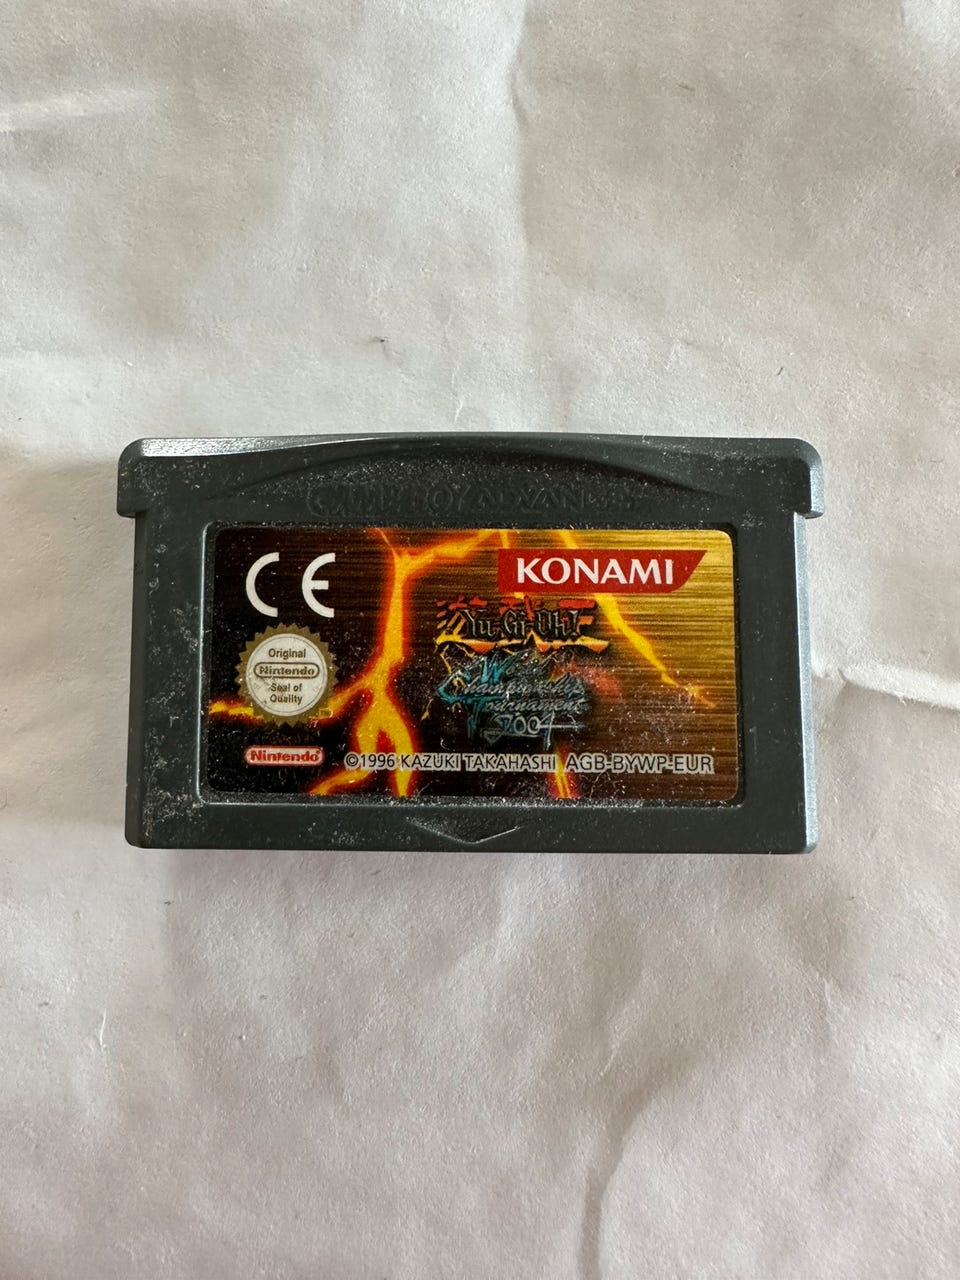 GAME BOY ADVANCE
CE
KONAMI
Yu-Gi-Oh!
World
Championship
Tournament
2004
Original
Nintendo
Seal of
Quality
Nintendo
©1996 KAZUKI TAKAHASHI AGB-BYWP-EUR